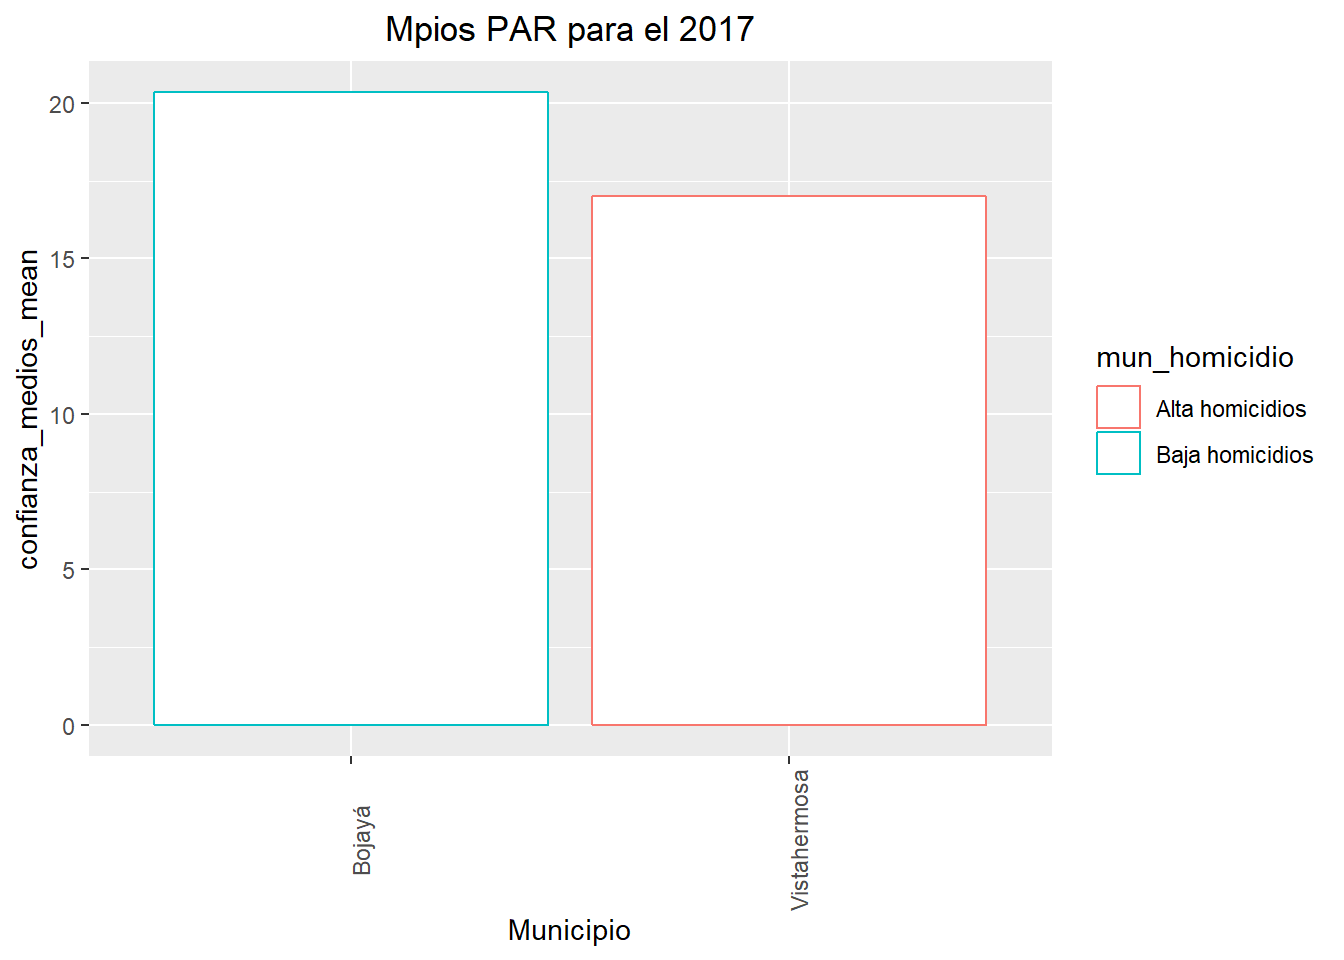 Mpios PAR para el 2017
confianza_medios_mean
20
15
10
5
0
Bojayá
Vistahermosa
Municipio
mun_homicidio
Alta homicidios
Baja homicidios